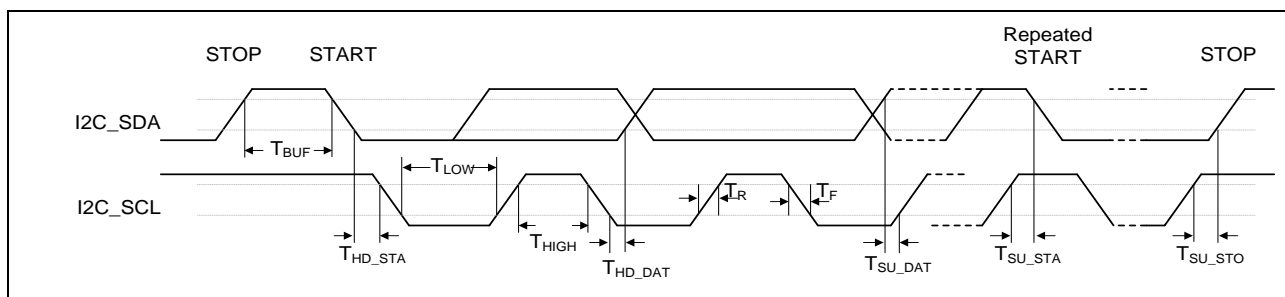 STOP
START
Repeated
START
STOP
I2C_SDA
TBUF
TLOW
I2C_SCL
TR
TF
THD_STA
THIGH
THD_DAT
TSU_DAT
TSU_STA
TSU_STO